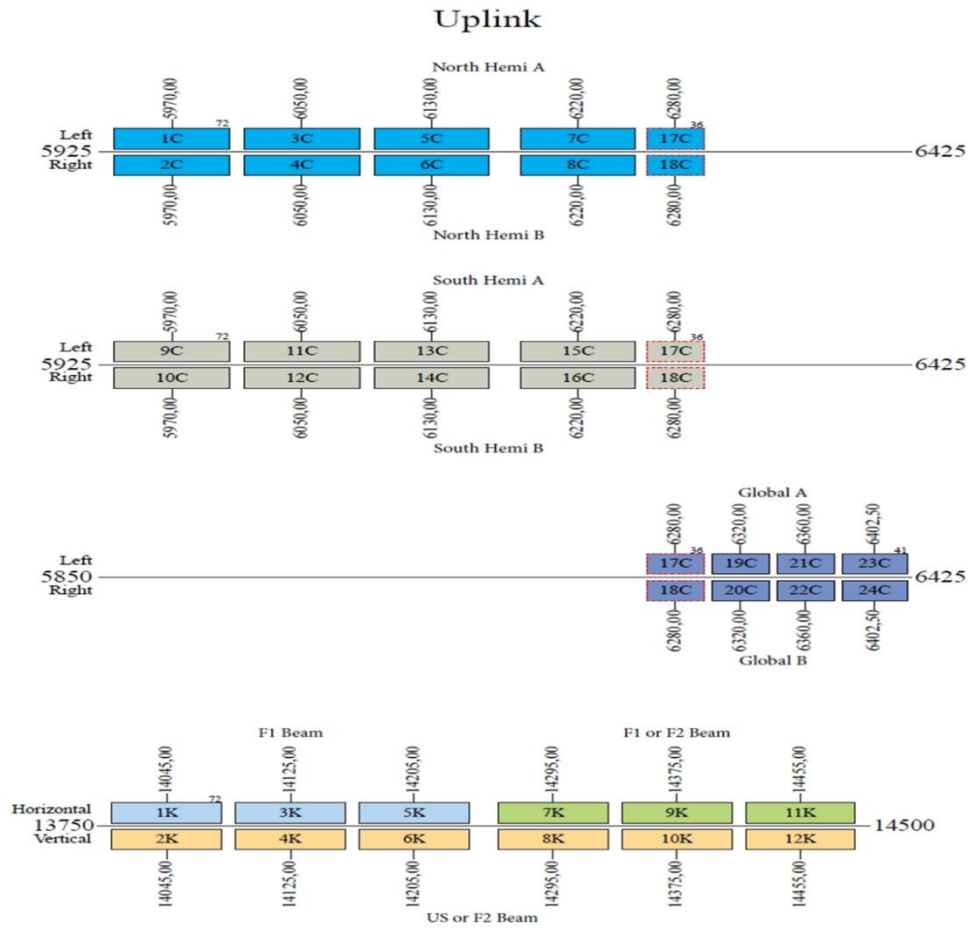 Uplink
North Hemi A
5970,00 6050,00 6130,00 6220,00 6280,00
72 36
Left 1C 3C 5C 7C 17C
5925 6425
Right 2C 4C 6C 8C 18C
5970,00 6050,00 6130,00 6220,00 6280,00
North Hemi B
South Hemi A
5970,00 6050,00 6130,00 6220,00 6280,00
72 36
Left 9C 11C 13C 15C 17C
5925 6425
Right 10C 12C 14C 16C 18C
5970,00 6050,00 6130,00 6220,00 6280,00
South Hemi B
Global A
6280,00 6320,00 6360,00 6402,50
36 41
Left 17C 19C 21C 23C
5850 6425
Right 18C 20C 22C 24C
6280,00 6320,00 6360,00 6402,50
Global B
F1 Beam F1 or F2 Beam
14045,00 14125,00 14205,00 14295,00 14375,00 14455,00
72
Horizontal 1K 3K 5K 7K 9K 11K
13750 14500
Vertical 2K 4K 6K 8K 10K 12K
14045,00 14125,00 14205,00 14295,00 14375,00 14455,00
US or F2 Beam